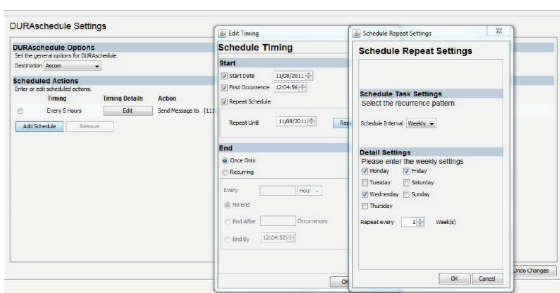 DURAschedule Settings
DURAschedule Options
Set the general options for DURAschedule
Destination Ascom
Scheduled Actions
Enter or edit scheduled actions.
Timing Timing Details Action
Every 5 Hours Edit Send Message to
Add Schedule Remove
Undo Changes
Edit Timing
Schedule Timing
Start
Start Date 11/08/2011
First Occurrence 12:04:56
Repeat Schedule
Repeat Until 11/08/2011
End
Once Only
Recurring
Every Hour
No End
End After Occurrences
End By 12:04:53
Schedule Repeat Settings
Schedule Repeat Settings
Schedule Task Settings
Select the recurrence pattern
Schedule Interval Weekly
Detail Settings
Please enter the weekly settings
Monday Friday
Tuesday Saturday
Wednesday Sunday
Thursday
Repeat every 1 Week(s)
OK Cancel